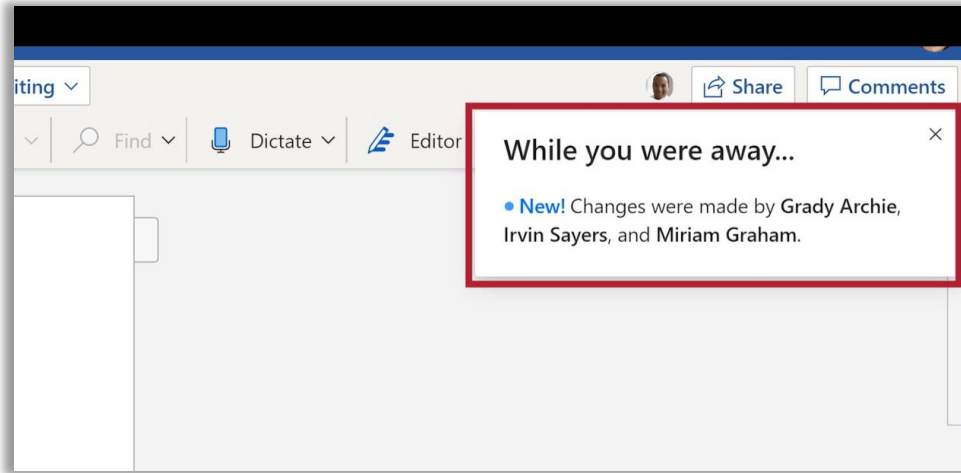 iting
Share
Comments
Find
Dictate
Editor
While you were away...
New! Changes were made by Grady Archie,
Irvin Sayers, and Miriam Graham.